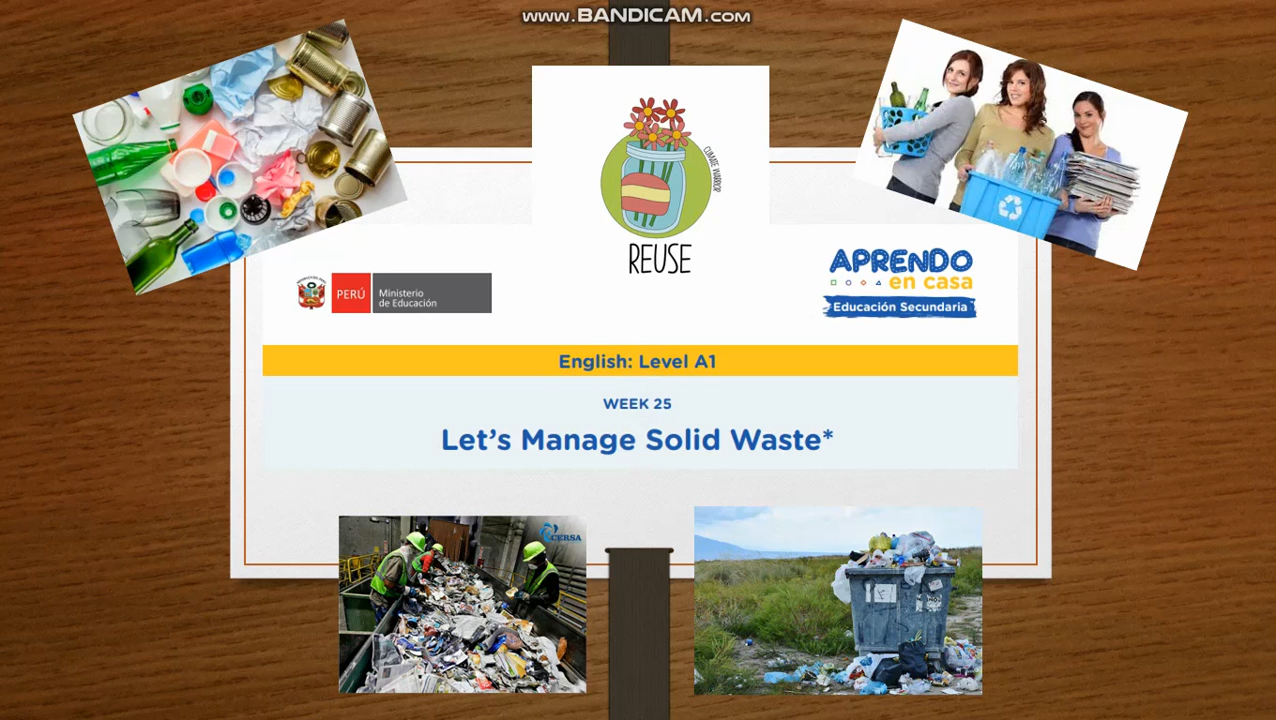 www.BANDICAM.com
CLIMATE WARRIOR
REUSE
PERÚ
Ministerio
de Educación
APRENDO
en casa
Educación Secundaria
English: Level A1
WEEK 25
Let's Manage Solid Waste*
CERSA